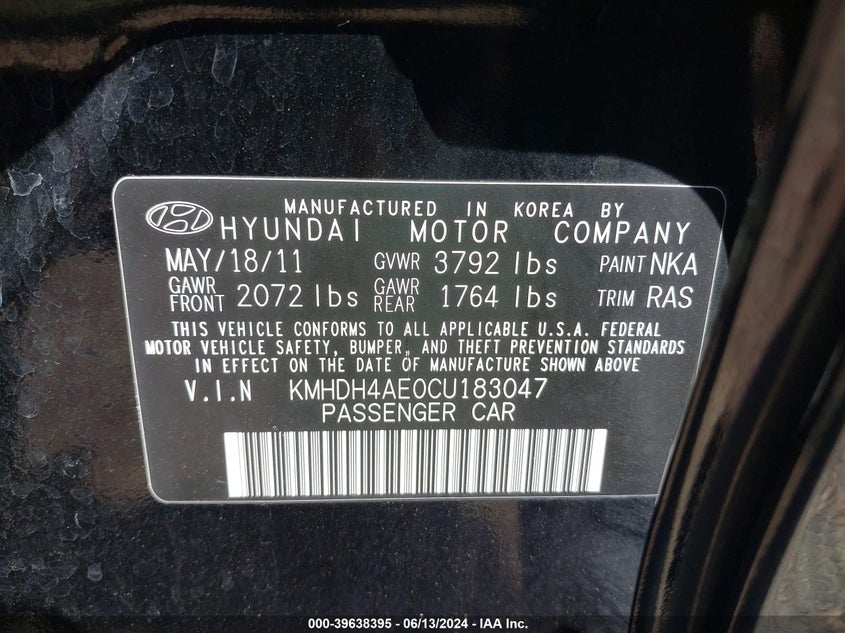 MANUFACTURED IN KOREA BY
HYUNDAI MOTOR COMPANY
MAY/18/11 GVWR 3792 lbs PAINT NKA
GAWR FRONT 2072 lbs GAWR REAR 1764 lbs TRIM RAS
THIS VEHICLE CONFORMS TO ALL APPLICABLE U.S.A. FEDERAL
MOTOR VEHICLE SAFETY, BUMPER, AND THEFT PREVENTION STANDARDS
IN EFFECT ON THE DATE OF MANUFACTURE SHOWN ABOVE
V.I.N KMHDH4AE0CU183047
PASSENGER CAR
000-39638395 - 06/13/2024 - IAA Inc.